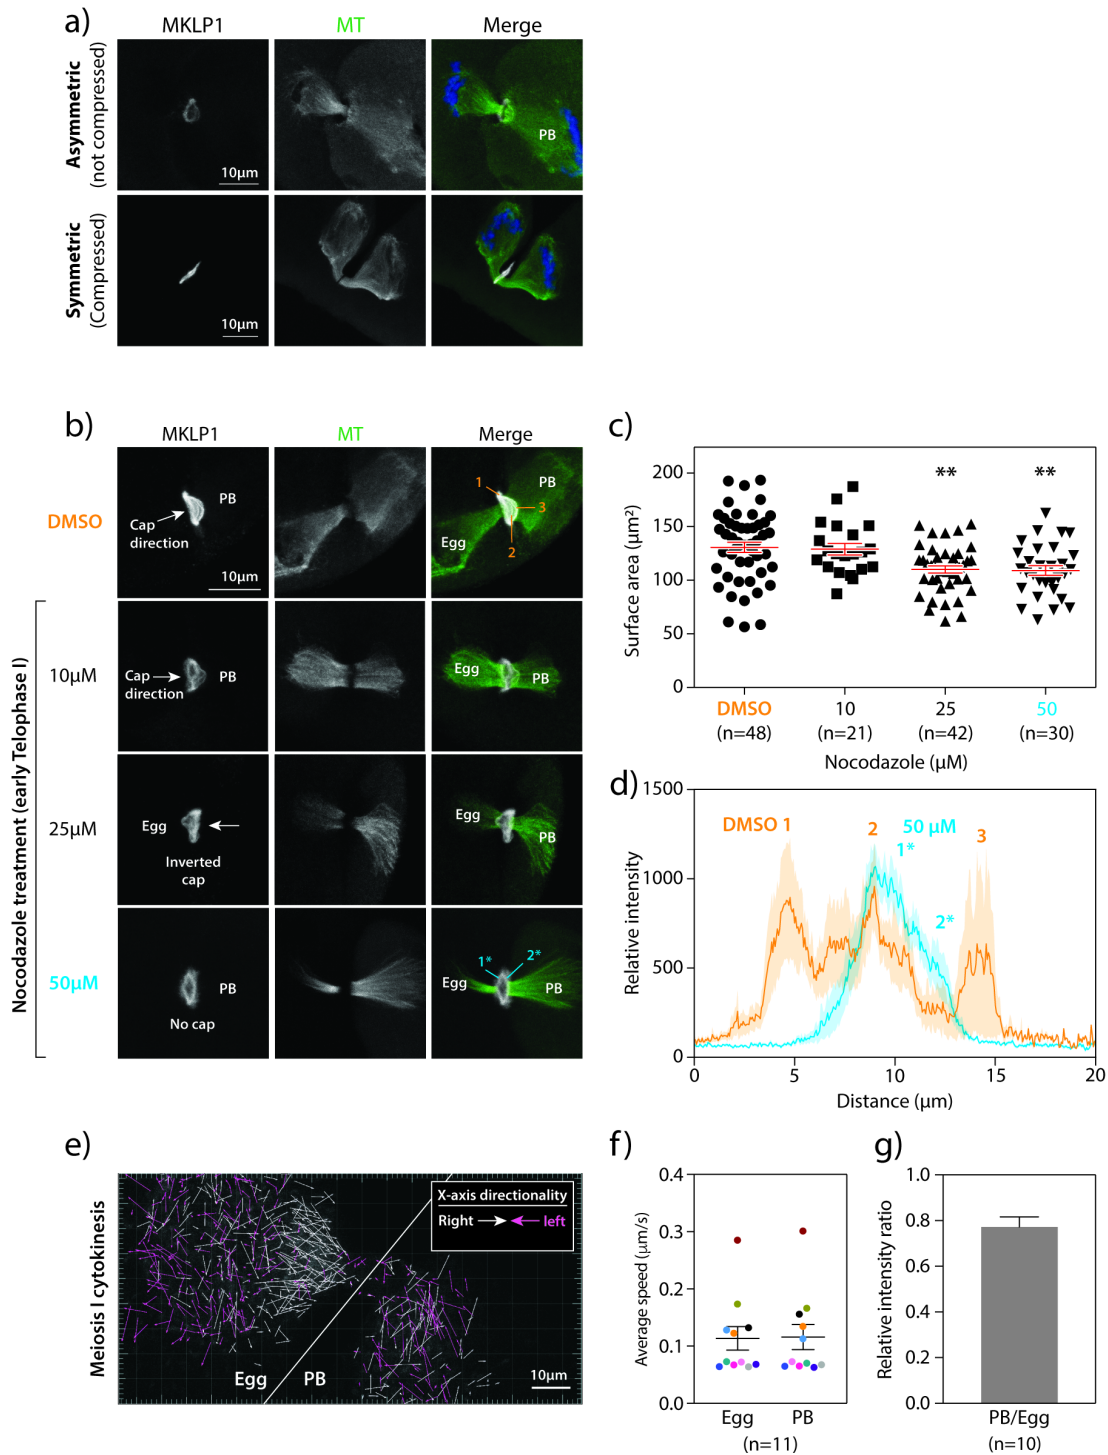 a)
MKLP1 MT Merge
Asymmetric
(not compressed)
10µm
PB
Symmetric
(Compressed)
10µm
b)
MKLP1 MT Merge
DMSO
PB
Cap
direction
10µm
1
PB
3
Egg
2
Nocodazole treatment (early Telophase I)
10µM
Cap
direction
PB
Egg
PB
25µM
Egg
Inverted
cap
PB
50µM
PB
No cap
1* 2*
Egg
PB
c)
Surface area (µm²)
200
150
100
50
0
** **
DMSO 10 25 50
(n=48) (n=21) (n=42) (n=30)
Nocodazole (µM)
d)
Relative intensity
1500
1000
500
0
DMSO 1 2 50 µM
1* 3
2*
0 5 10 15 20
Distance (µm)
e)
Meiosis I cytokinesis
X-axis directionality
Right left
Egg PB
10µm
f)
Average speed (µm/s)
0.4
0.3
0.2
0.1
0.0
Egg PB
(n=11)
g)
Relative intensity ratio
1.0
0.8
0.6
0.4
0.2
0.0
PB/Egg
(n=10)